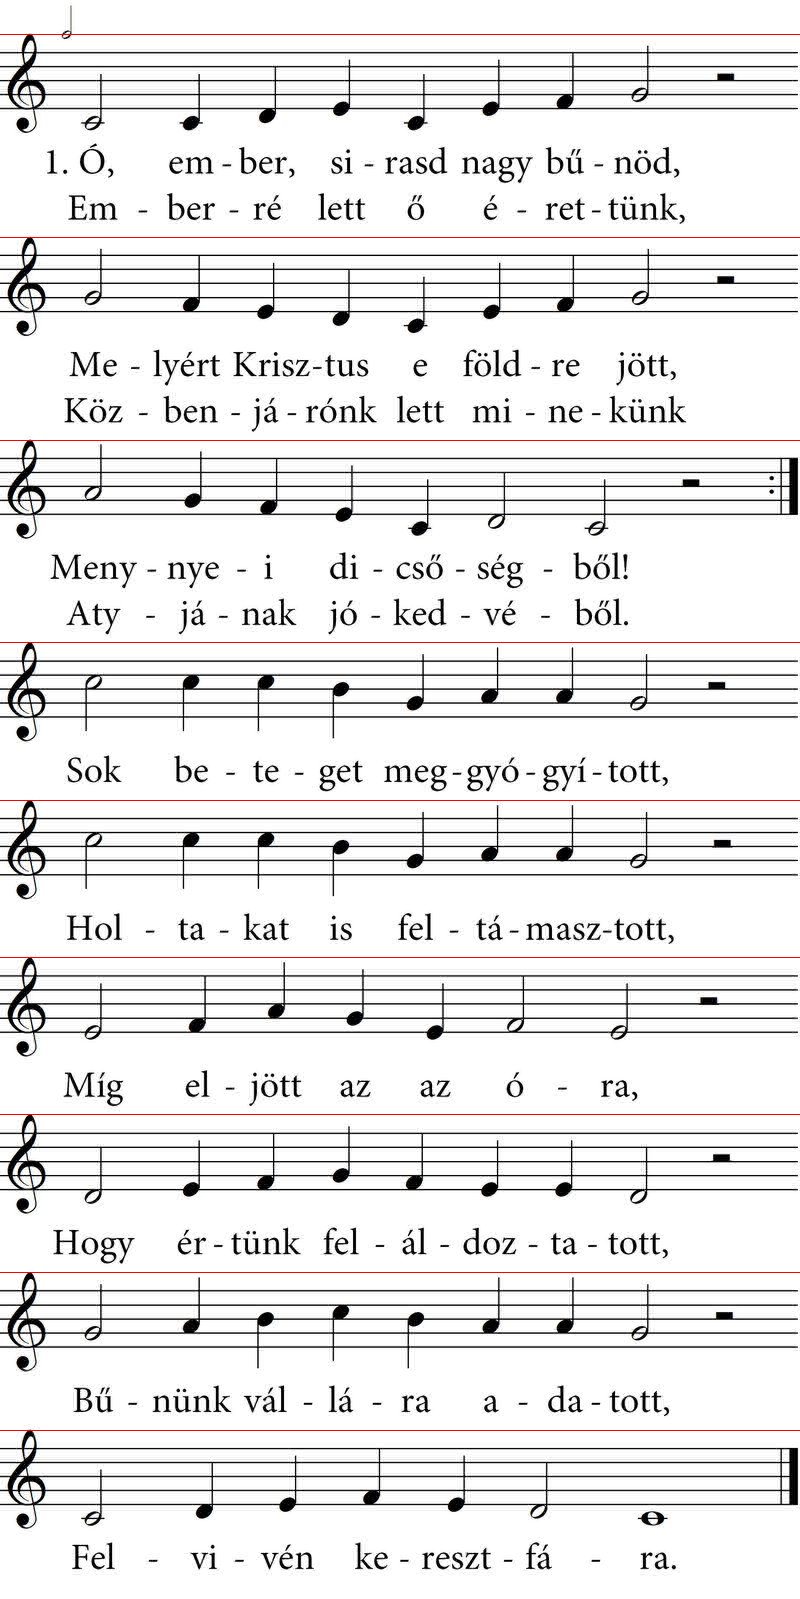 1. Ó, em - ber, si - rasd nagy bű - nöd,
Em - ber - ré lett ő é - ret - tünk,
Me - lyért Krisz - tus e föld - re jött,
Köz - ben - já - rónk lett mi - ne - künk
Meny - nye - i di - cső - ség - ből!
Aty - já - nak jó - ked - vé - ből.
Sok be - te - get meg - gyó - gyí - tott,
Hol - ta - kat is fel - tá - masz - tott,
Míg el - jött az az ó - ra,
Hogy ér - tünk fel - ál - doz - ta - tott,
Bű - nünk vál - lá - ra a - da - tott,
Fel - vi - vén ke - reszt - fá - ra.